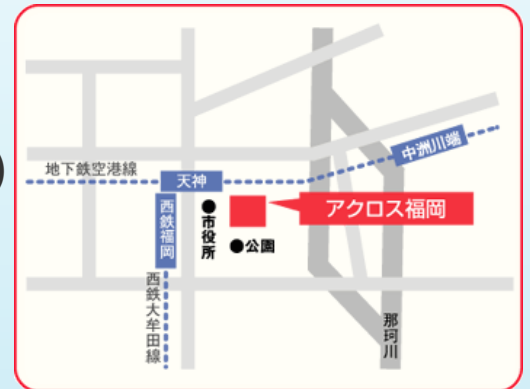 地下鉄空港線
天神
中洲川端
西鉄福岡
●市役所
アクロス福岡
●公園
西鉄大牟田線
那珂川